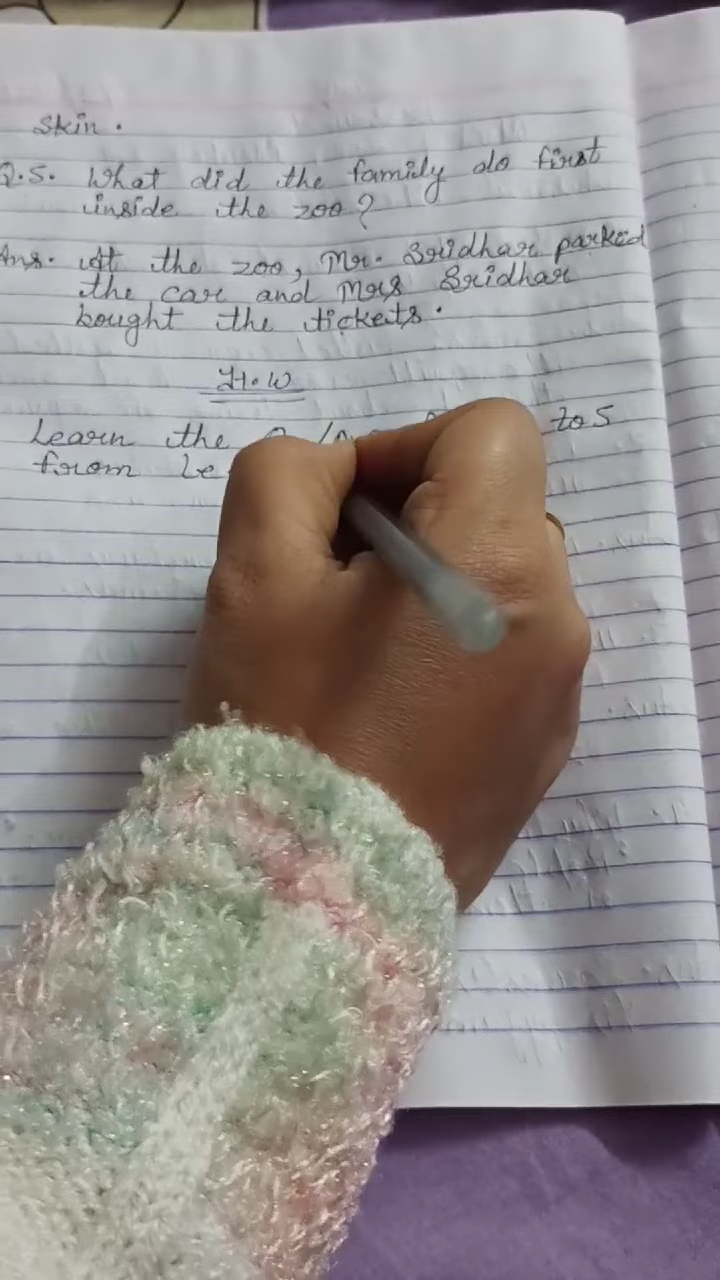 Skin.
Q.5. What did the family do first
inside the zoo?
Ans. At the zoo, Mr. Sridhar parked
the car and Mrs Sridhar
bought the tickets.
H.W
Learn the to 5
from Le